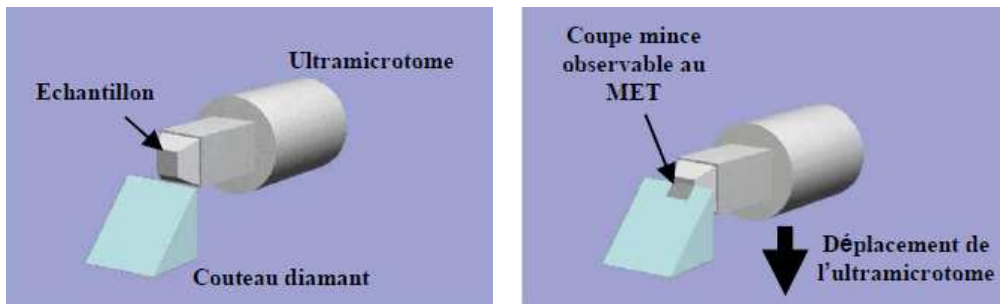 Ultramicrotome
Echantillon
Couteau diamant
Coupe mince
observable au
MET
Déplacement de
l'ultramicrotome